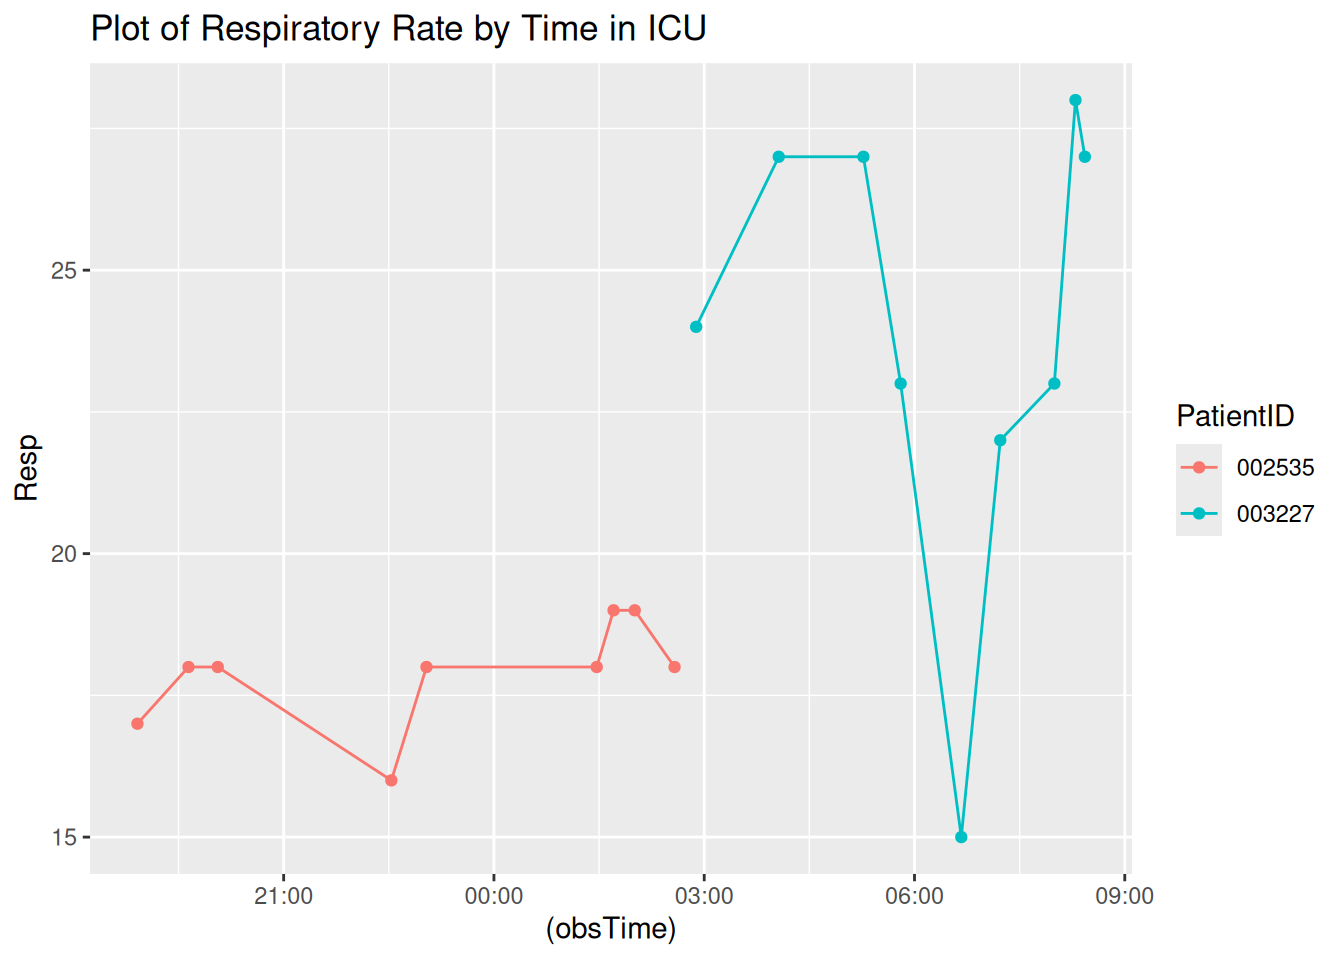 Plot of Respiratory Rate by Time in ICU
Resp
25
20
15
21:00
00:00
03:00
06:00
09:00
(obsTime)
PatientID
002535
003227